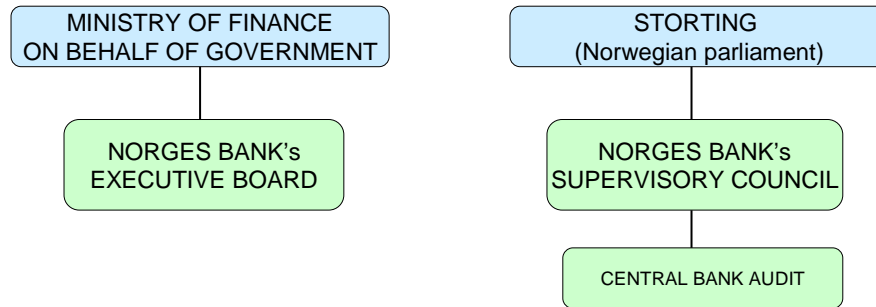 MINISTRY OF FINANCE
ON BEHALF OF GOVERNMENT
STORTING
(Norwegian parliament)
NORGES BANK’s
EXECUTIVE BOARD
NORGES BANK’s
SUPERVISORY COUNCIL
CENTRAL BANK AUDIT